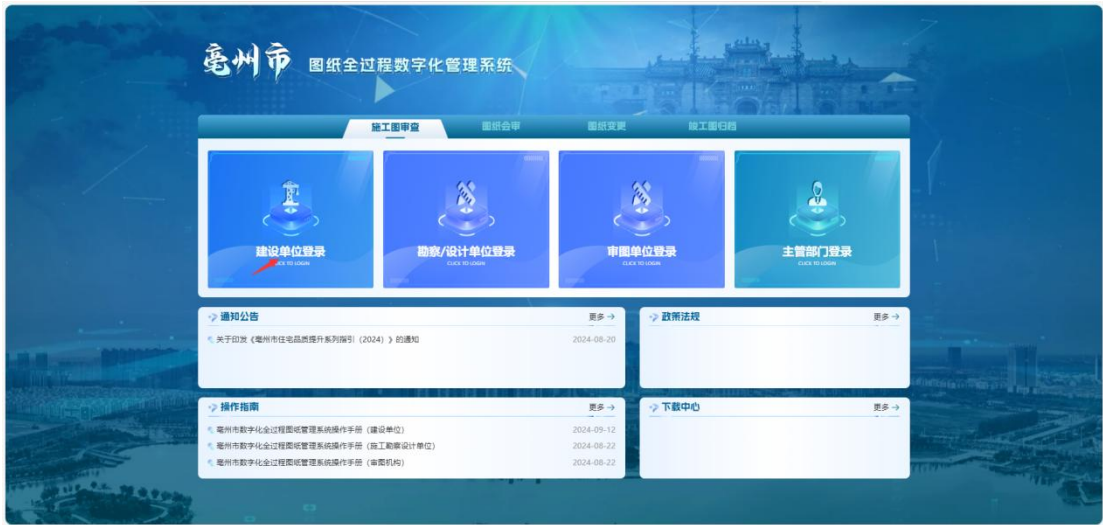 亳州市 图纸全过程数字化管理系统
施工图审查 图纸会审 图纸变更 竣工图归档
建设单位登录 勘察/设计单位登录 审图单位登录 主管部门登录
CLICK TO LOGIN CLICK TO LOGIN CLICK TO LOGIN CLICK TO LOGIN
通知公告 更多 → 政策法规 更多 →
关于印发《亳州市住宅品质提升系列指引（2024）》的通知 2024-08-20
操作指南 更多 → 下载中心 更多 →
亳州市数字化全过程图纸管理系统操作手册（建设单位） 2024-09-12
亳州市数字化全过程图纸管理系统操作手册（施工勘察设计单位） 2024-08-22
亳州市数字化全过程图纸管理系统操作手册（审图机构） 2024-08-22